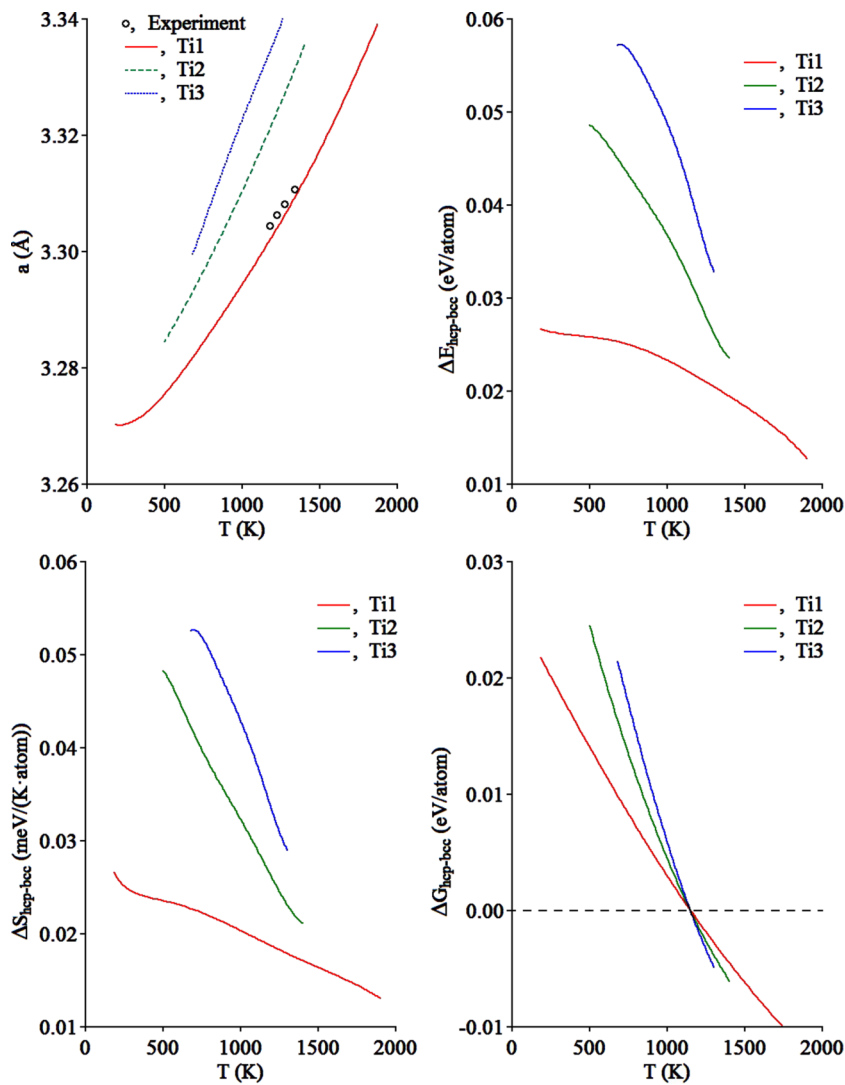 3.34
3.32
3.30
3.28
3.26
a (Å)
0
500
1000
1500
2000
T (K)
, Experiment
, Ti1
, Ti2
, Ti3
0.06
0.05
0.04
0.03
0.02
0.01
ΔEhcp-bcc (eV/atom)
0
500
1000
1500
2000
T (K)
, Ti1
, Ti2
, Ti3
0.06
0.05
0.04
0.03
0.02
0.01
ΔShcp-bcc (meV/(K·atom))
0
500
1000
1500
2000
T (K)
, Ti1
, Ti2
, Ti3
0.03
0.02
0.01
0.00
-0.01
ΔGhcp-bcc (eV/atom)
0
500
1000
1500
2000
T (K)
, Ti1
, Ti2
, Ti3